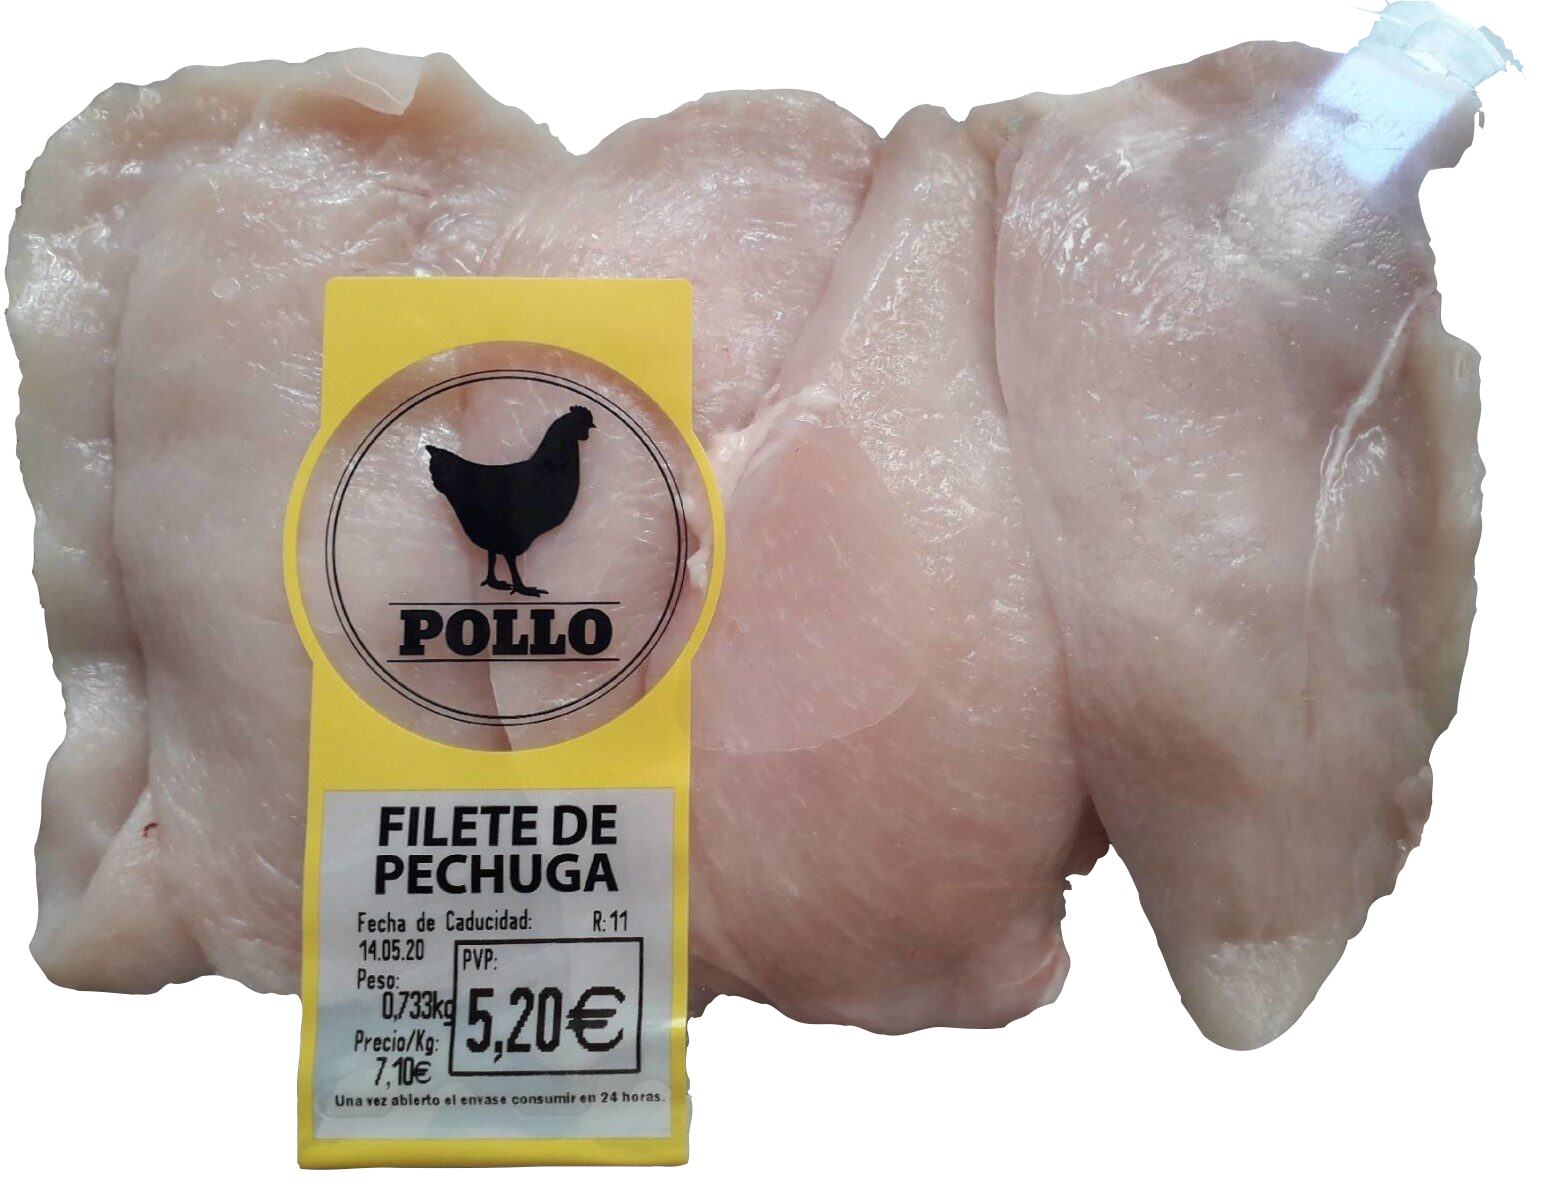 POLLO
FILETE DE
PECHUGA
Fecha de Caducidad: R: 11
14.05.20
PVP:
Peso:
0,733kg
5,20€
Precio/Kg:
7,10€
Una vez abierto el envase consumir en 24 horas.